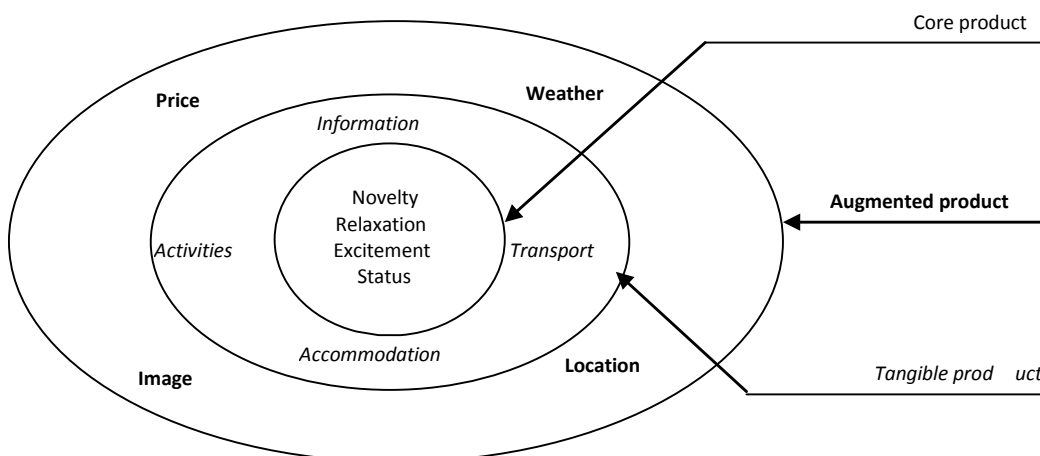 Core product
Price
Weather
Information
Novelty
Relaxation
Excitement
Status
Augmented product
Activities
Transport
Accommodation
Location
Image
Tangible prod uct